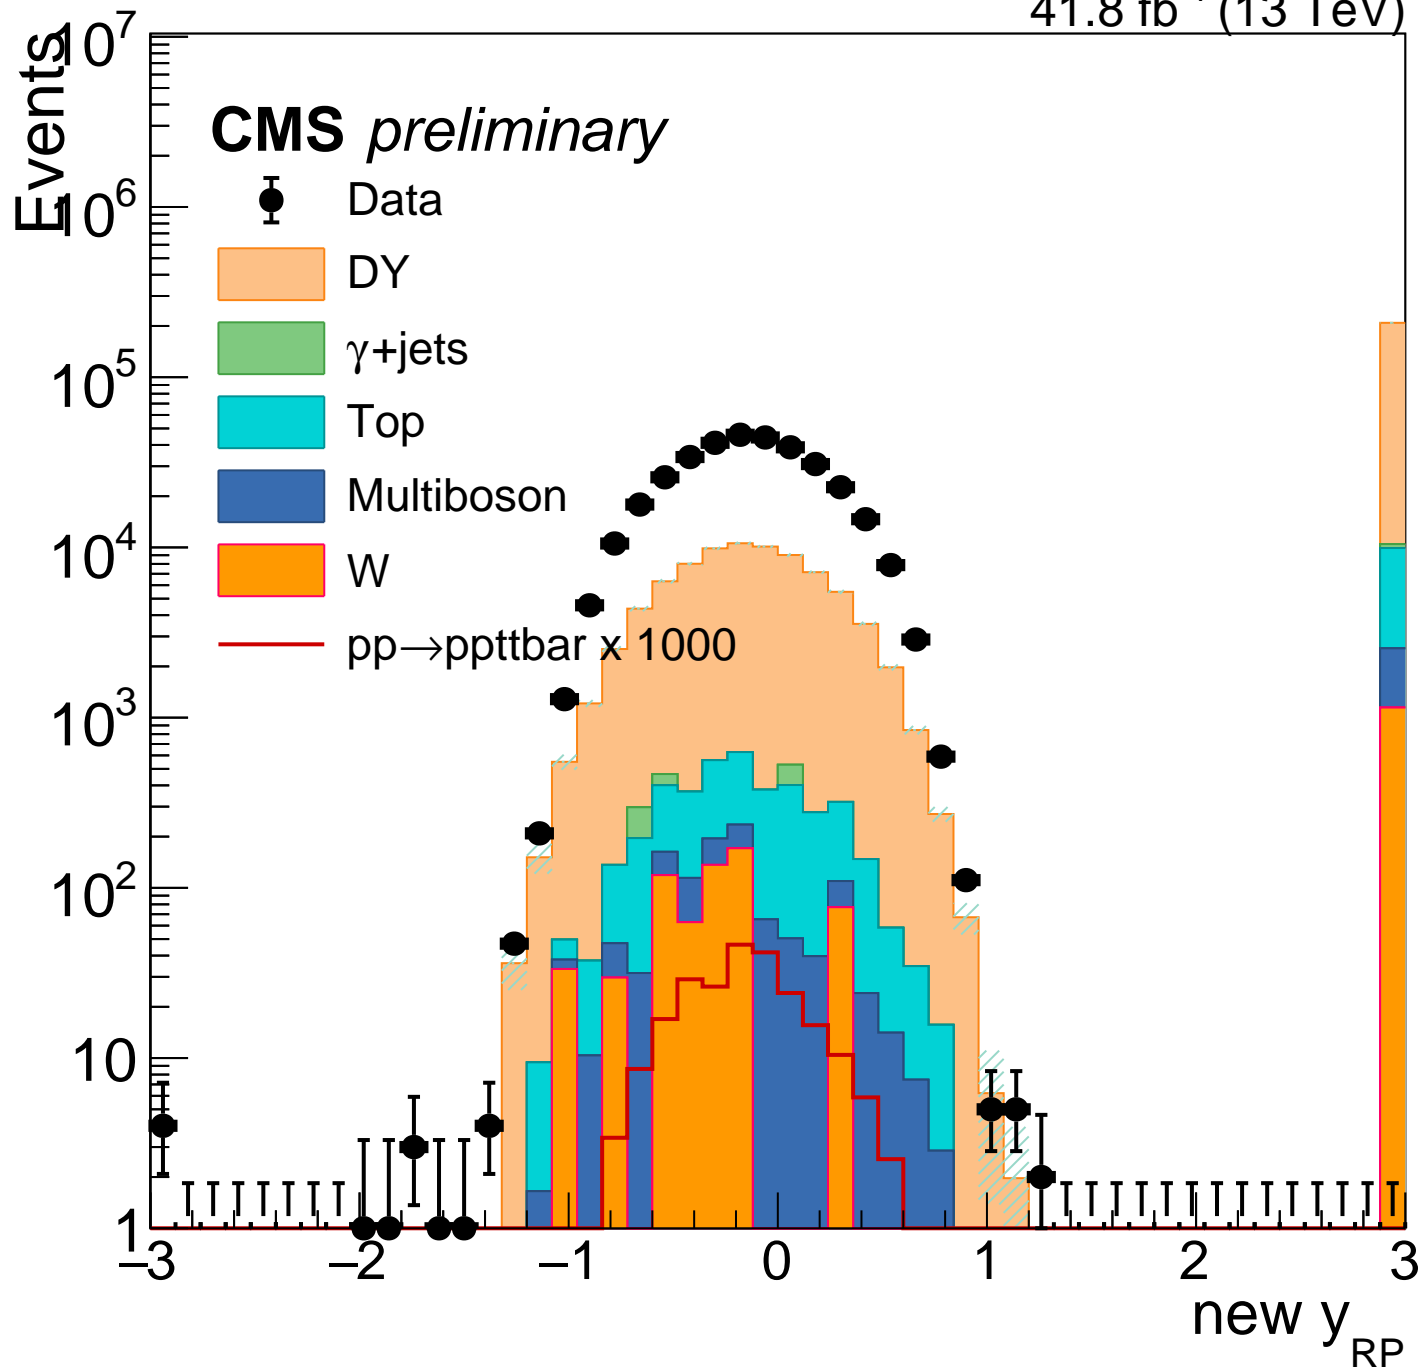 41.8 fb⁻¹ (13 TeV)
Events
CMS preliminary
Data
DY
γ+jets
Top
Multiboson
W
pp→ppttbar x 1000
10⁷
10⁶
10⁵
10⁴
10³
10²
10
1
−3 −2 −1 0 1 2 3
new y_RP